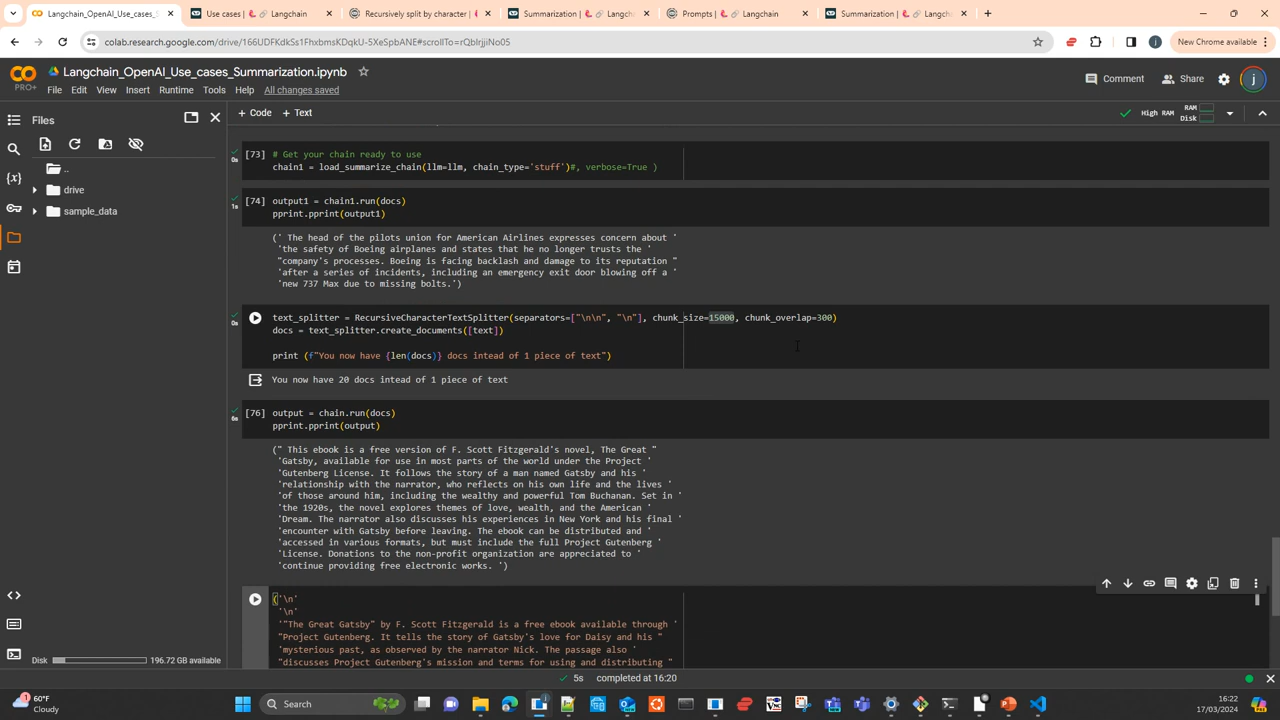 Langchain_OpenAI_Use_cases_Summarization
Use cases | Langchain
Recursively split by character |
Summarization | Langchain
Prompts | Langchain
Summarization | Langchain
colab.research.google.com/drive/166UDFKdkSs1FhxbmsKDqkU-5XeSpbANE#scrollTo=rQblrjjiNo05
New Chrome available
Langchain_OpenAI_Use_cases_Summarization.ipynb
Comment
Share
j
PRO+
File Edit View Insert Runtime Tools Help All changes saved
Files
+ Code + Text
High RAM RAM Disk
..
drive
sample_data
[73] # Get your chain ready to use
0s
chain1 = load_summarize_chain(llm=llm, chain_type='stuff')#, verbose=True )
[74] output1 = chain1.run(docs)
1s
pprint.pprint(output1)
(' The head of the pilots union for American Airlines expresses concern about '
'the safety of Boeing airplanes and states that he no longer trusts the '
"company's processes. Boeing is facing backlash and damage to its reputation "
'after a series of incidents, including an emergency exit door blowing off a '
'new 737 Max due to missing bolts.')
text_splitter = RecursiveCharacterTextSplitter(separators=["\n\n", "\n"], chunk_size=15000, chunk_overlap=300)
0s
docs = text_splitter.create_documents([text])
print (f"You now have {len(docs)} docs intead of 1 piece of text")
You now have 20 docs intead of 1 piece of text
[76] output = chain.run(docs)
6s
pprint.pprint(output)
(" This ebook is a free version of F. Scott Fitzgerald's novel, The Great "
'Gatsby, available for use in most parts of the world under the Project '
'Gutenberg License. It follows the story of a man named Gatsby and his '
'relationship with the narrator, who reflects on his own life and the lives '
'of those around him, including the wealthy and powerful Tom Buchanan. Set in '
'the 1920s, the novel explores themes of love, wealth, and the American '
'Dream. The narrator also discusses his experiences in New York and his final '
'encounter with Gatsby before leaving. The ebook can be distributed and '
'accessed in various formats, but must include the full Project Gutenberg '
'License. Donations to the non-profit organization are appreciated to '
'continue providing free electronic works. ')
('\n'
'\n'
'"The Great Gatsby" by F. Scott Fitzgerald is a free ebook available through '
"Project Gutenberg. It tells the story of Gatsby's love for Daisy and his "
'mysterious past, as observed by the narrator Nick. The passage also '
"discusses Project Gutenberg's mission and terms for using and distributing "
Disk 196.72 GB available
5s completed at 16:20
60°F
Cloudy
Search
16:22
17/03/2024